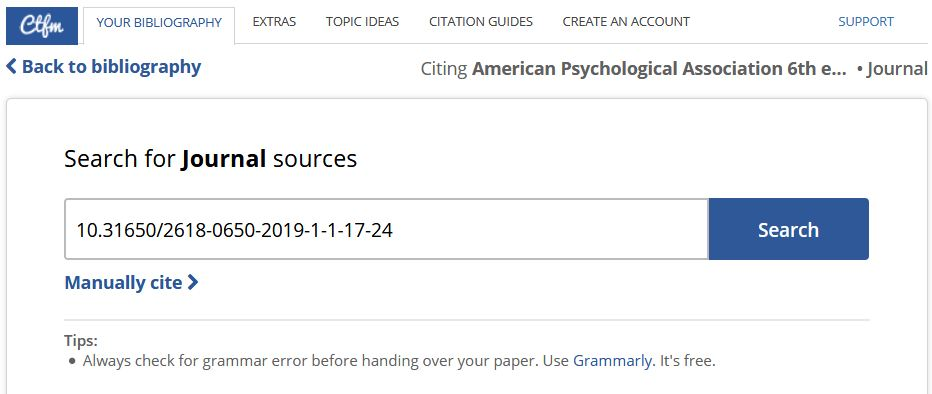 Ctfm YOUR BIBLIOGRAPHY EXTRAS TOPIC IDEAS CITATION GUIDES CREATE AN ACCOUNT SUPPORT
Back to bibliography Citing American Psychological Association 6th e... • Journal
Search for Journal sources
10.31650/2618-0650-2019-1-1-17-24 Search
Manually cite
Tips:
• Always check for grammar error before handing over your paper. Use Grammarly. It's free.